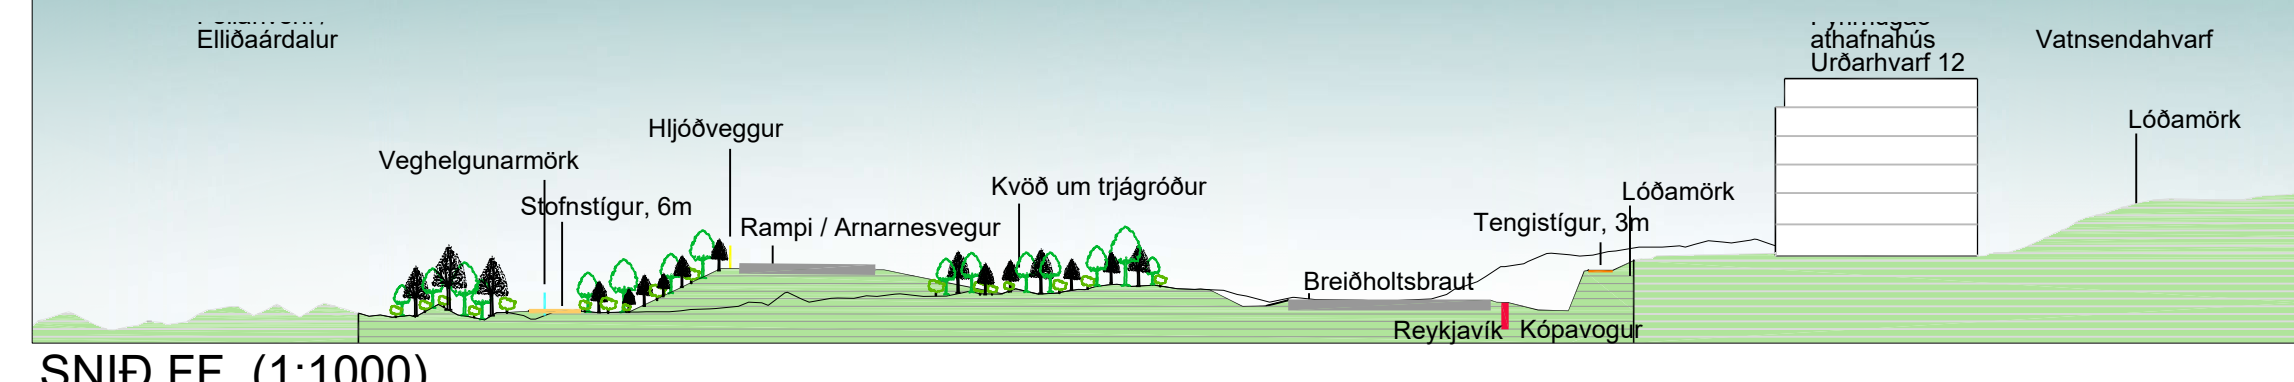 Elliðaárdalur
athafnahús
Urðarhvarf 12
Vatnsendahvarf
Lóðamörk
Hljóðveggur
Veghelgunarmörk
Stofnstígur, 6m
Kvöð um trjágróður
Rampi / Arnarnesvegur
Lóðamörk
Tengistígur, 3m
Breiðholtsbraut
Reykjavík
Kópavogur
SNIÐ (1:1000)